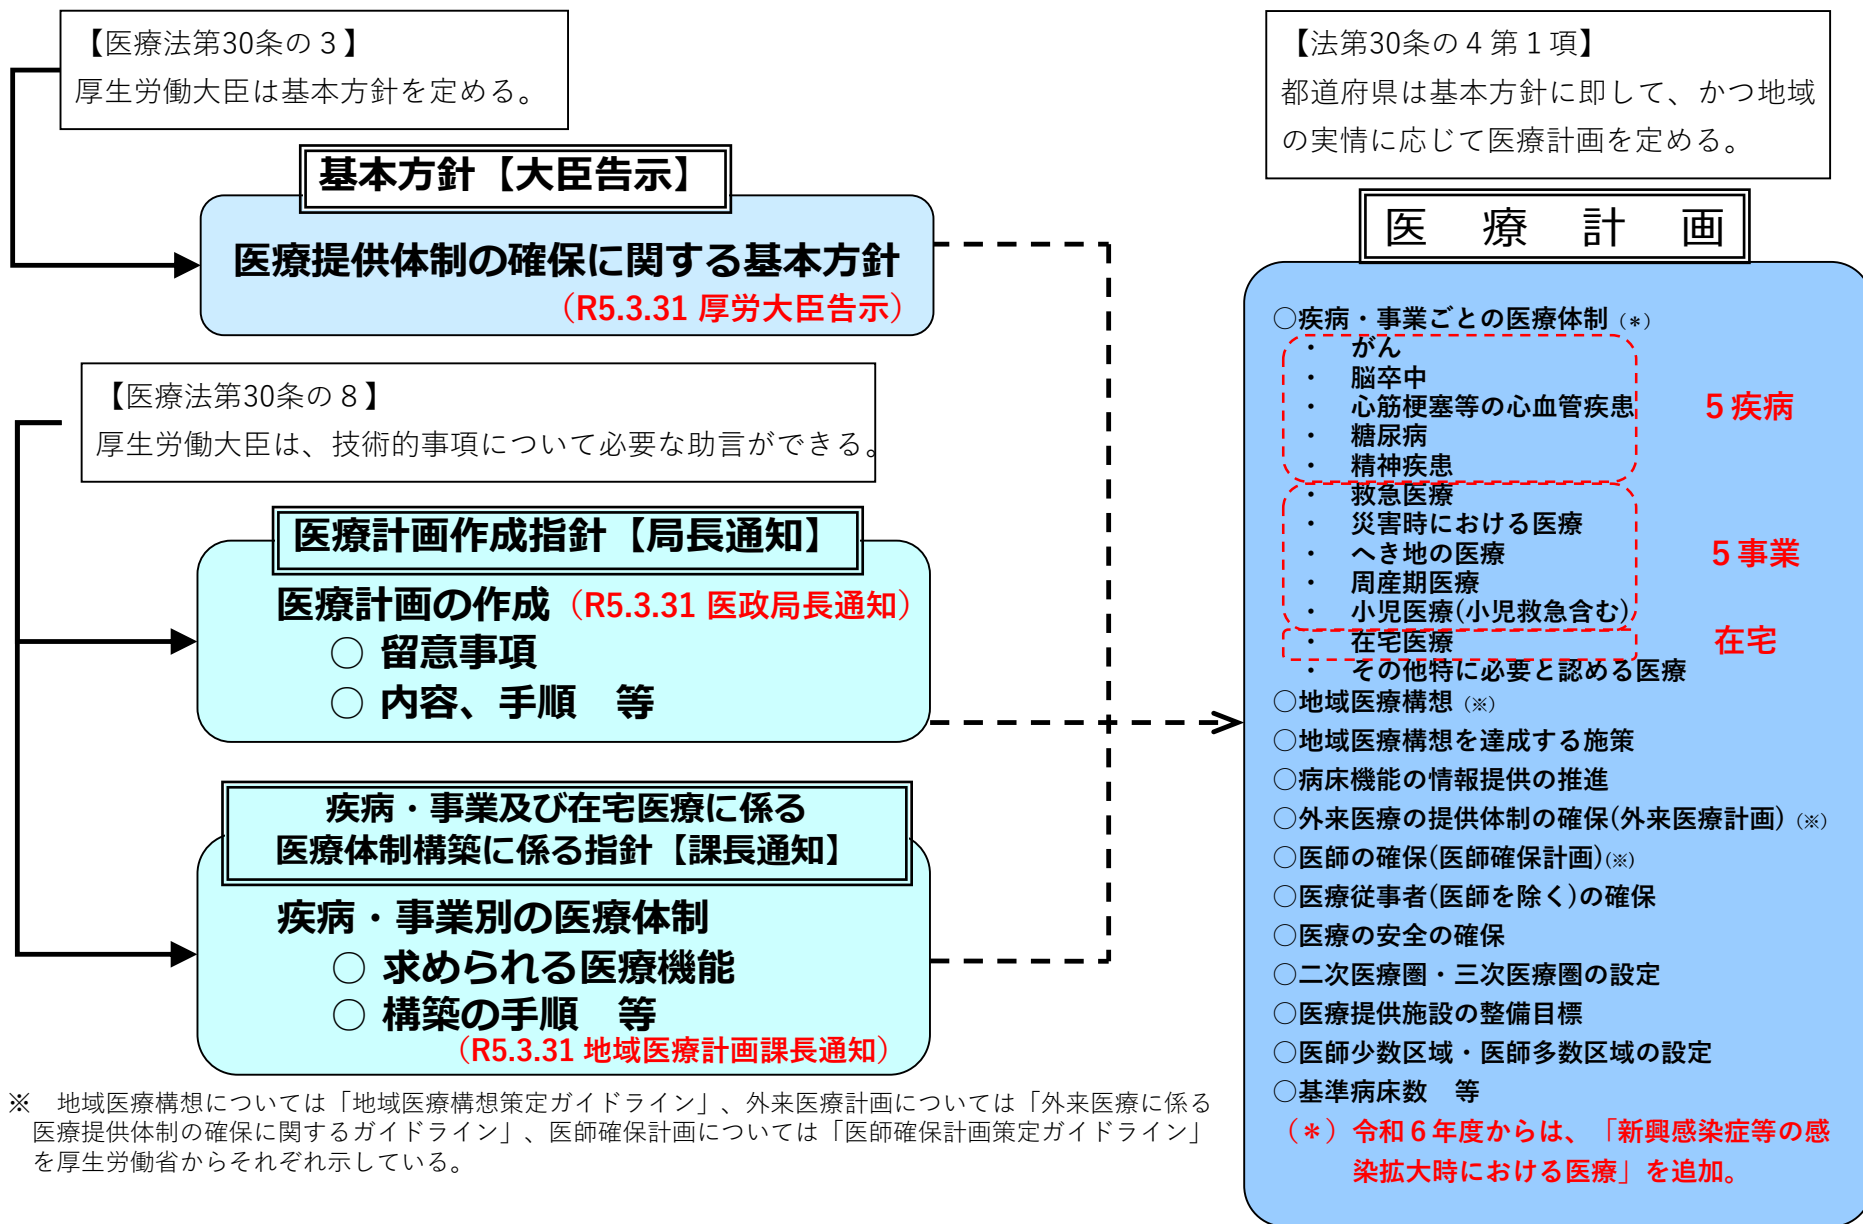 【医療法第30条の３】
厚生労働大臣は基本方針を定める。
基本方針【大臣告示】
医療提供体制の確保に関する基本方針
（R5.3.31 厚労大臣告示）
【医療法第30条の８】
厚生労働大臣は、技術的事項について必要な助言ができる。
医療計画作成指針【局長通知】
医療計画の作成（R5.3.31 医政局長通知）
○ 留意事項
○ 内容、手順　等
疾病・事業及び在宅医療に係る
医療体制構築に係る指針【課長通知】
疾病・事業別の医療体制
○ 求められる医療機能
○ 構築の手順　等
（R5.3.31 地域医療計画課長通知）
※　地域医療構想については「地域医療構想策定ガイドライン」、外来医療計画については「外来医療に係る
医療提供体制の確保に関するガイドライン」、医師確保計画については「医師確保計画策定ガイドライン」
を厚生労働省からそれぞれ示している。
【法第30条の４第１項】
都道府県は基本方針に即して、かつ地域
の実情に応じて医療計画を定める。
医　療　計　画
○疾病・事業ごとの医療体制（＊）
・　がん
・　脳卒中
・　心筋梗塞等の心血管疾患
・　糖尿病
・　精神疾患
５疾病
・　救急医療
・　災害時における医療
・　へき地の医療
・　周産期医療
・　小児医療(小児救急含む)
５事業
・　在宅医療
在宅
・　その他特に必要と認める医療
○地域医療構想（※）
○地域医療構想を達成する施策
○病床機能の情報提供の推進
○外来医療の提供体制の確保(外来医療計画)（※）
○医師の確保(医師確保計画)(※)
○医療従事者(医師を除く)の確保
○医療の安全の確保
○二次医療圏・三次医療圏の設定
○医療提供施設の整備目標
○医師少数区域・医師多数区域の設定
○基準病床数　等
（＊）令和６年度からは、「新興感染症等の感
染拡大時における医療」を追加。